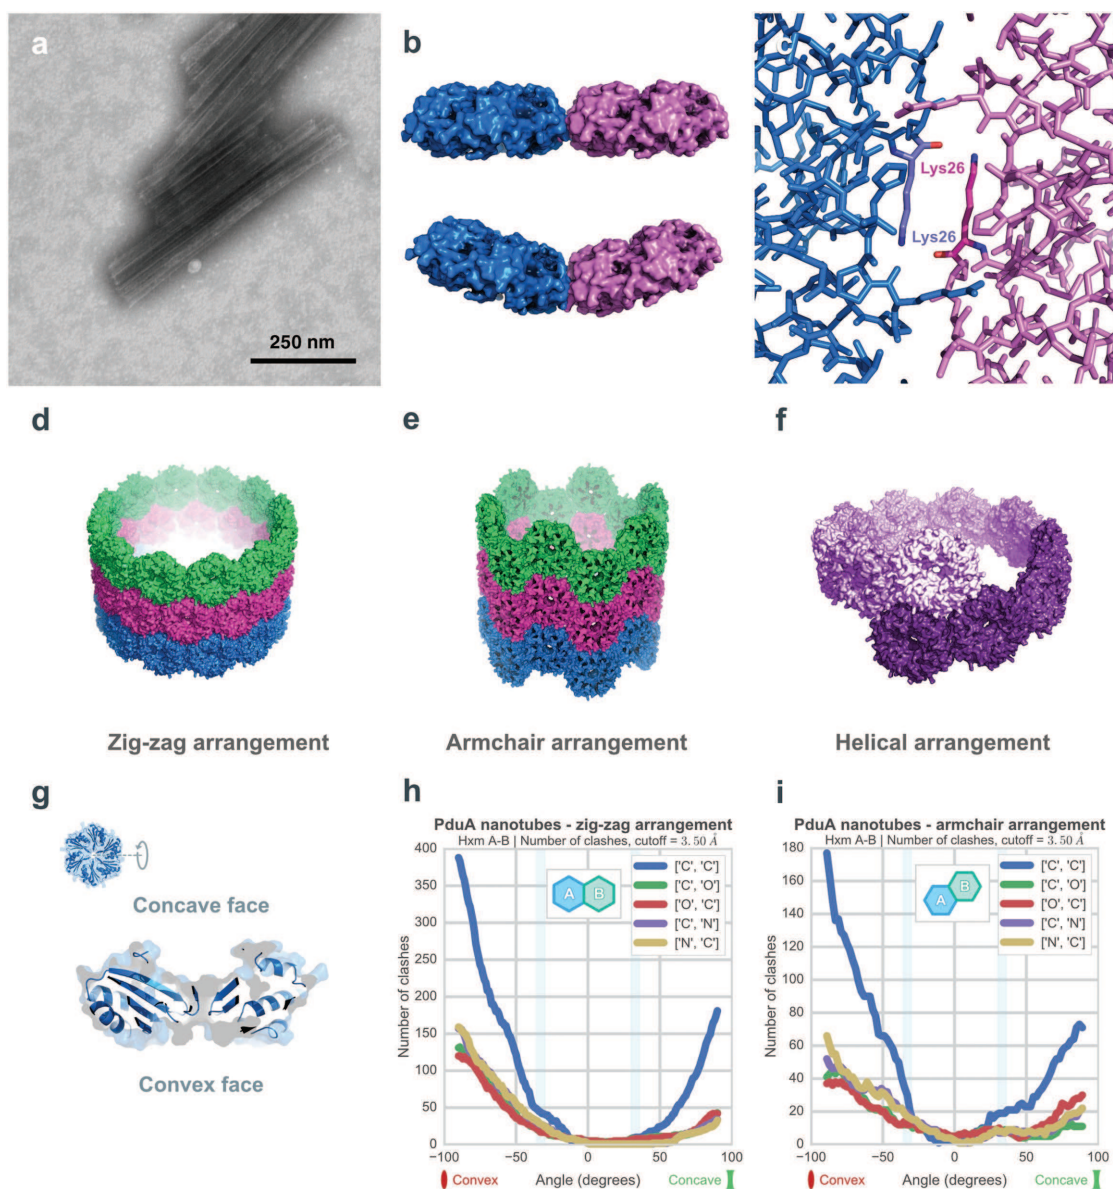 a
250 nm
b
c
Lys26
Lys26
d
e
f
Zig-zag arrangement
Armchair arrangement
Helical arrangement
g
Concave face
Convex face
h
PduA nanotubes - zig-zag arrangement
Hxm A-B | Number of clashes, cutoff = 3.50 Å
['C', 'C']
['C', 'O']
['O', 'C']
['C', 'N']
['N', 'C']
A
B
Number of clashes
400
350
300
250
200
150
100
50
0
−100
−50
0
50
100
Convex
Angle (degrees)
Concave
i
PduA nanotubes - armchair arrangement
Hxm A-B | Number of clashes, cutoff = 3.50 Å
['C', 'C']
['C', 'O']
['O', 'C']
['C', 'N']
['N', 'C']
A
B
Number of clashes
180
160
140
120
100
80
60
40
20
0
−100
−50
0
50
100
Convex
Angle (degrees)
Concave